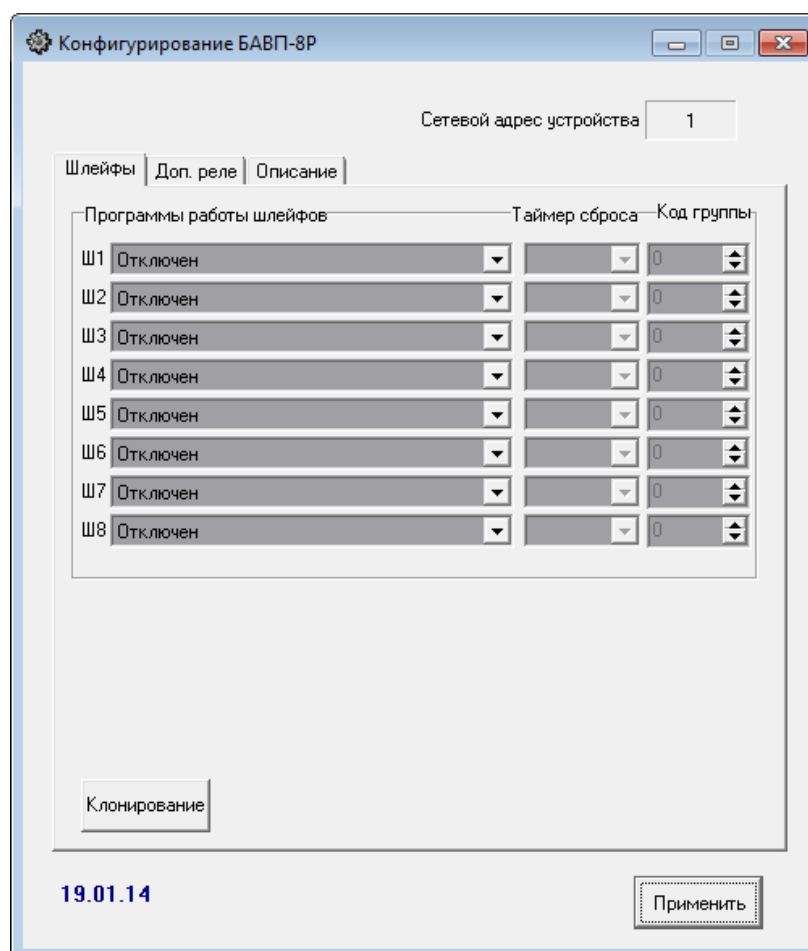 Конфигурирование БАВП-8Р
Сетевой адрес устройства 1
Шлейфы Доп. реле Описание
Программы работы шлейфов Таймер сброса Код группы
Ш1 Отключен 0
Ш2 Отключен 0
Ш3 Отключен 0
Ш4 Отключен 0
Ш5 Отключен 0
Ш6 Отключен 0
Ш7 Отключен 0
Ш8 Отключен 0
Клонирование
19.01.14
Применить